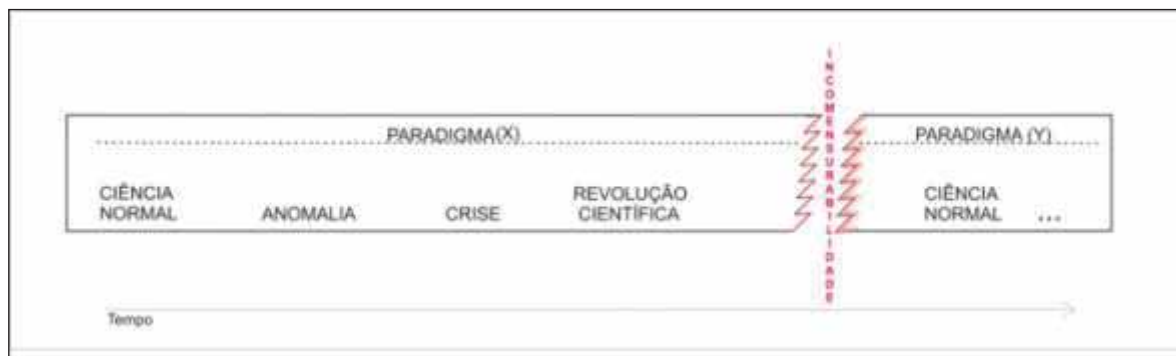 PARADIGMA(X)
PARADIGMA (Y)
CIÊNCIA
NORMAL
ANOMALIA
CRISE
REVOLUÇÃO
CIENTÍFICA
INCOMENSURABILIDADE
CIÊNCIA
NORMAL ...
Tempo